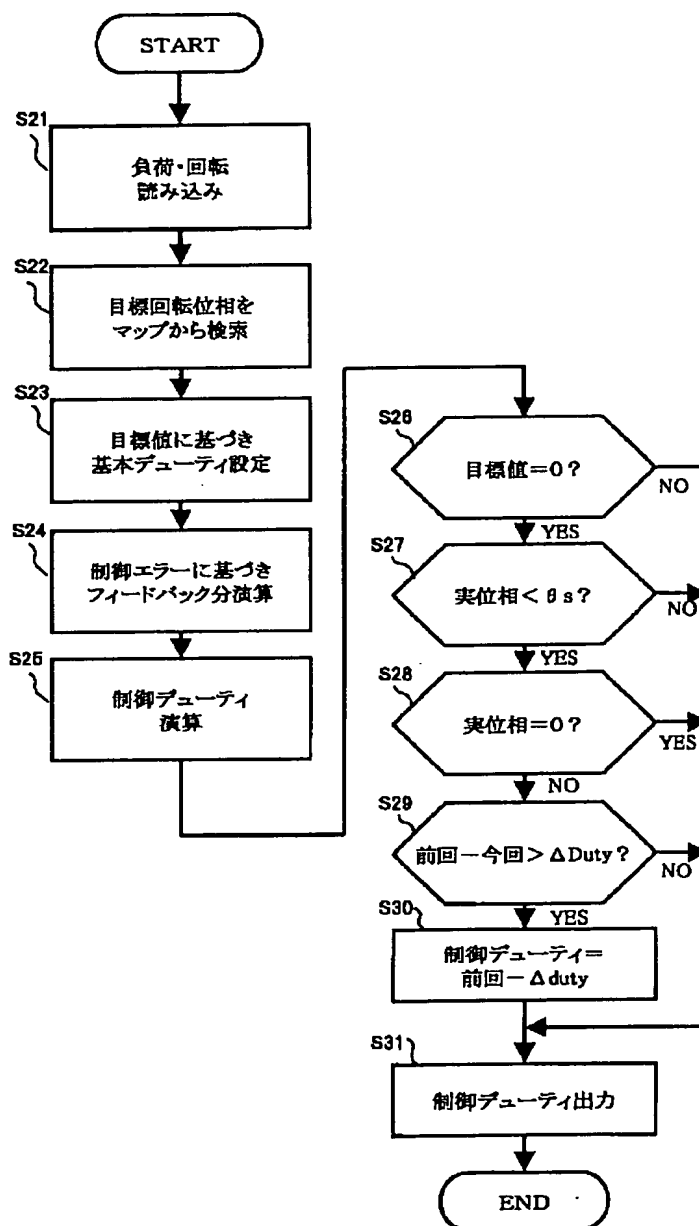 START
S21
負荷・回転
読み込み
S22
目標回転位相を
マップから検索
S23
目標値に基づき
基本デューティ設定
S24
制御エラーに基づき
フィードバック分演算
S25
制御デューティ
演算
S26
目標値=0?
NO
YES
S27
実位相<θs?
NO
YES
S28
実位相=0?
YES
NO
S29
前回-今回>ΔDuty?
NO
YES
S30
制御デューティ=
前回-Δduty
S31
制御デューティ出力
END